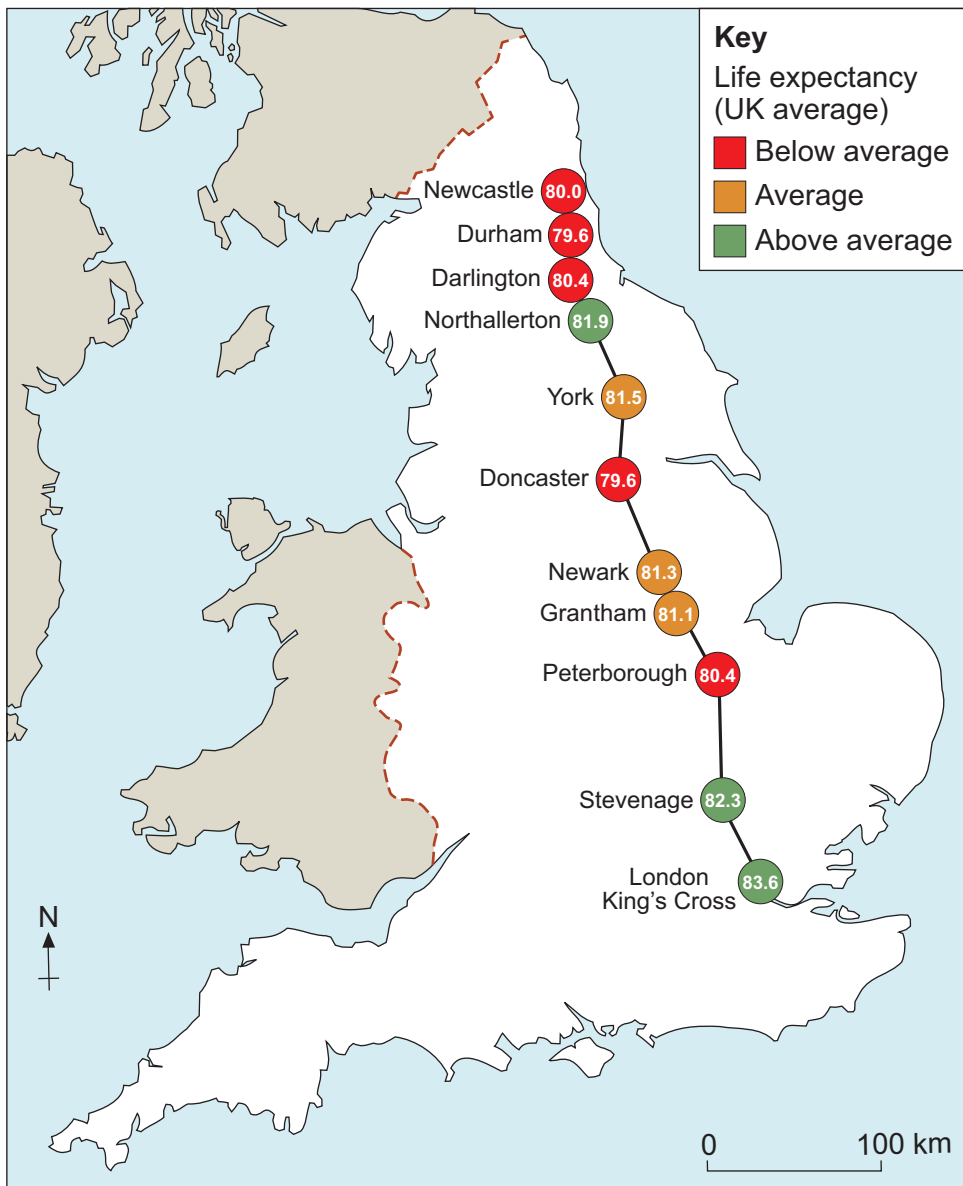 Key
Life expectancy
(UK average)
Below average
Average
Above average
Newcastle 80.0
Durham 79.6
Darlington 80.4
Northallerton 81.9
York 81.5
Doncaster 79.6
Newark 81.3
Grantham 81.1
Peterborough 80.4
Stevenage 82.3
London
King's Cross 83.6
N
0 100 km